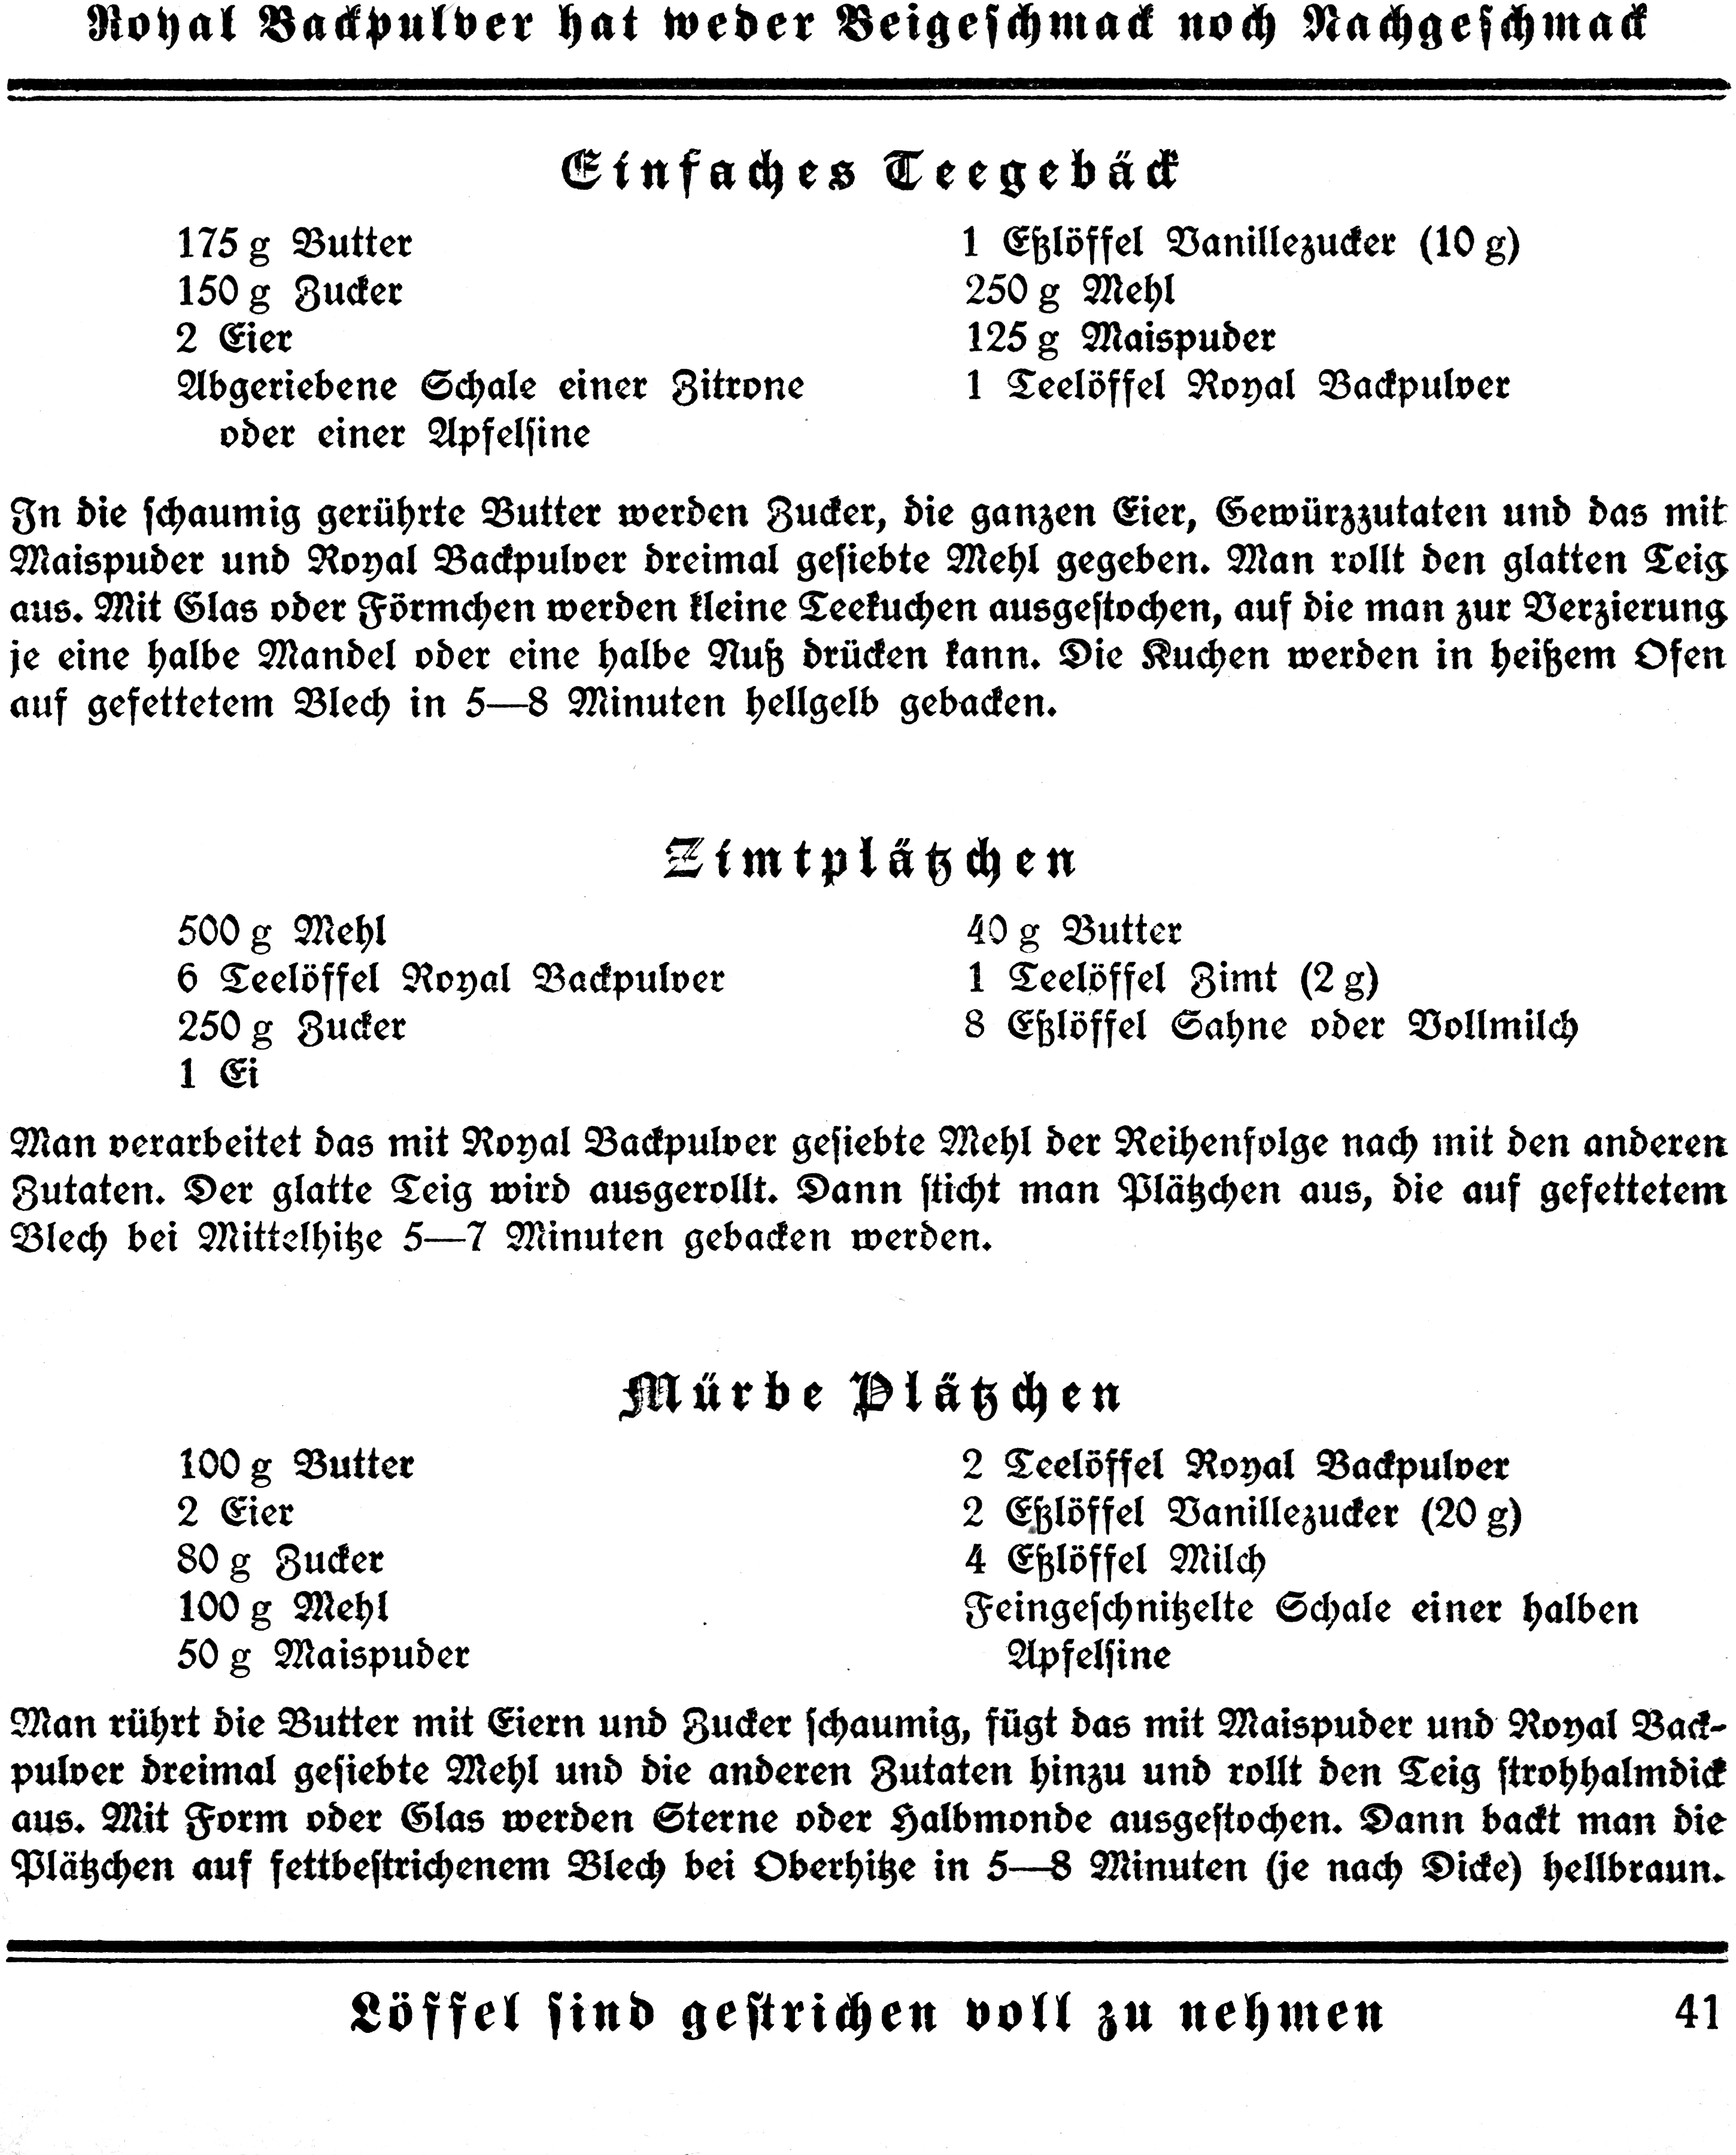 Royal Backpulver hat weder Beigeschmack noch Nachgeschmack
Einfaches Teegebäck
175 g Butter
150 g Zucker
2 Eier
Abgeriebene Schale einer Zitrone
oder einer Apfelsine
1 Eßlöffel Vanillezucker (10 g)
250 g Mehl
125 g Maispuder
1 Teelöffel Royal Backpulver
In die schaumig gerührte Butter werden Zucker, die ganzen Eier, Gewürzzutaten und das mit
Maispuder und Royal Backpulver dreimal gesiebte Mehl gegeben. Man rollt den glatten Teig
aus. Mit Glas oder Förmchen werden kleine Teekuchen ausgestochen, auf die man zur Verzierung
je eine halbe Mandel oder eine halbe Nuß drücken kann. Die Kuchen werden in heißem Ofen
auf gefettetem Blech in 5—8 Minuten hellgelb gebacken.
Zimtplätzchen
500 g Mehl
6 Teelöffel Royal Backpulver
250 g Zucker
1 Ei
40 g Butter
1 Teelöffel Zimt (2 g)
8 Eßlöffel Sahne oder Vollmilch
Man verarbeitet das mit Royal Backpulver gesiebte Mehl der Reihenfolge nach mit den anderen
Zutaten. Der glatte Teig wird ausgerollt. Dann sticht man Plätzchen aus, die auf gefettetem
Blech bei Mittelhitze 5—7 Minuten gebacken werden.
Mürbe Plätzchen
100 g Butter
2 Eier
80 g Zucker
100 g Mehl
50 g Maispuder
2 Teelöffel Royal Backpulver
2 Eßlöffel Vanillezucker (20 g)
4 Eßlöffel Milch
Feingeschnitzelte Schale einer halben
Apfelsine
Man rührt die Butter mit Eiern und Zucker schaumig, fügt das mit Maispuder und Royal Back-
pulver dreimal gesiebte Mehl und die anderen Zutaten hinzu und rollt den Teig strohhalmdick
aus. Mit Form oder Glas werden Sterne oder Halbmonde ausgestochen. Dann backt man die
Plätzchen auf fettbestrichenem Blech bei Oberhitze in 5—8 Minuten (je nach Dicke) hellbraun.
Löffel sind gestrichen voll zu nehmen
41